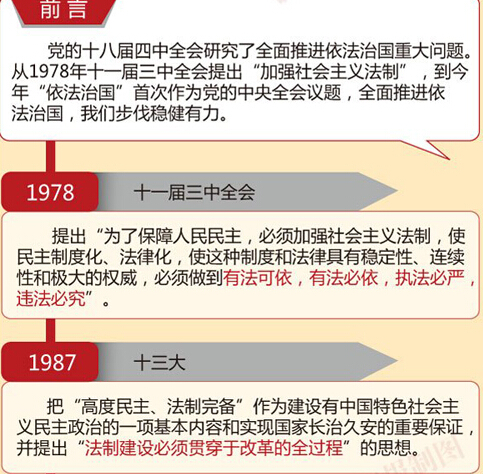 前言
党的十八届四中全会研究了全面推进依法治国重大问题。
从1978年十一届三中全会提出“加强社会主义法制”，到今
年“依法治国”首次作为党的中央全会议题，全面推进依
法治国，我们步伐稳健有力。
1978 十一届三中全会
提出“为了保障人民民主，必须加强社会主义法制，使
民主制度化、法律化，使这种制度和法律具有稳定性、连续
性和极大的权威，必须做到有法可依，有法必依，执法必严，
违法必究”。
1987 十三大
把“高度民主、法制完备”作为建设有中国特色社会主
义民主政治的一项基本内容和实现国家长治久安的重要保证，
并提出“法制建设必须贯穿于改革的全过程”的思想。